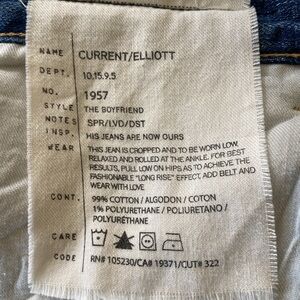 NAME CURRENT/ELLIOTT
DEPT. 10.15.9.5
NO. 1957
STYLE THE BOYFRIEND
NOTES SPR/LVD/DST
INSP. HIS JEANS ARE NOW OURS
WEAR THIS JEAN IS CROPPED AND TO BE WORN LOW,
RELAXED AND ROLLED AT THE ANKLE. FOR BEST
RESULTS, PULL LOW ON HIPS AS TO ACHIEVE THE
FASHIONABLE "LONG RISE" EFFECT. ADD BELT AND
WEAR WITH LOVE
CONT. 99% COTTON / ALGODON / COTON
1% POLYURETHANE / POLIURETANO /
POLYURÉTHANE
CARE
CODE RN# 105230/CA# 19371/CUT# 322